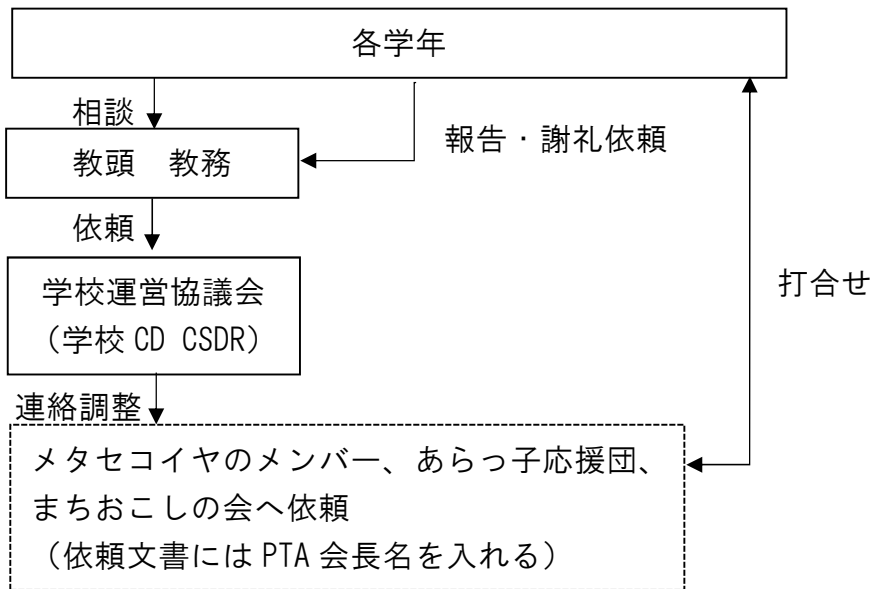 各学年
相談
報告・謝礼依頼
教頭　教務
依頼
学校運営協議会
（学校 CD CSDR）
打合せ
連絡調整
メタセコイヤのメンバー、あらっ子応援団、
まちおこしの会へ依頼
（依頼文書には PTA 会長名を入れる）